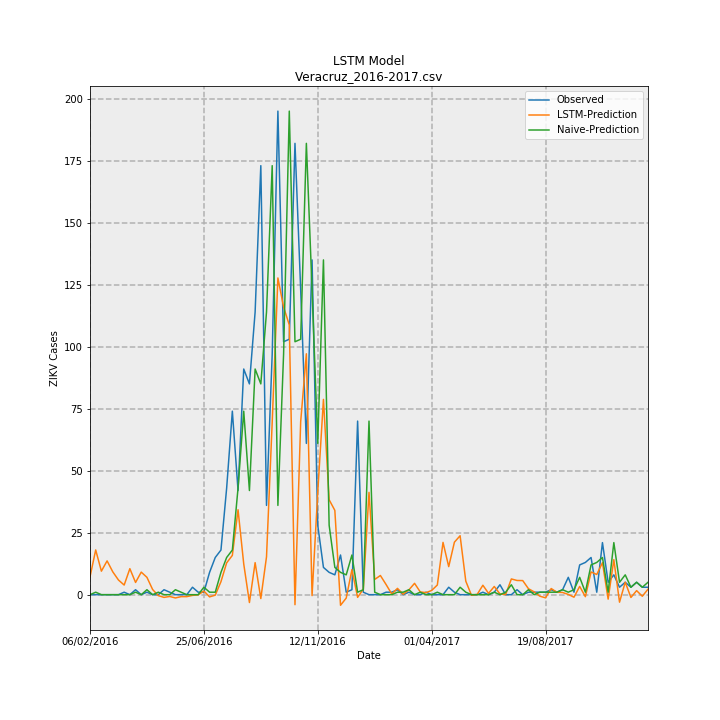 LSTM Model
Veracruz_2016-2017.csv
Observed
LSTM-Prediction
Naive-Prediction
200
175
150
125
100
75
50
25
0
ZIKV Cases
06/02/2016 25/06/2016 12/11/2016 01/04/2017 19/08/2017
Date